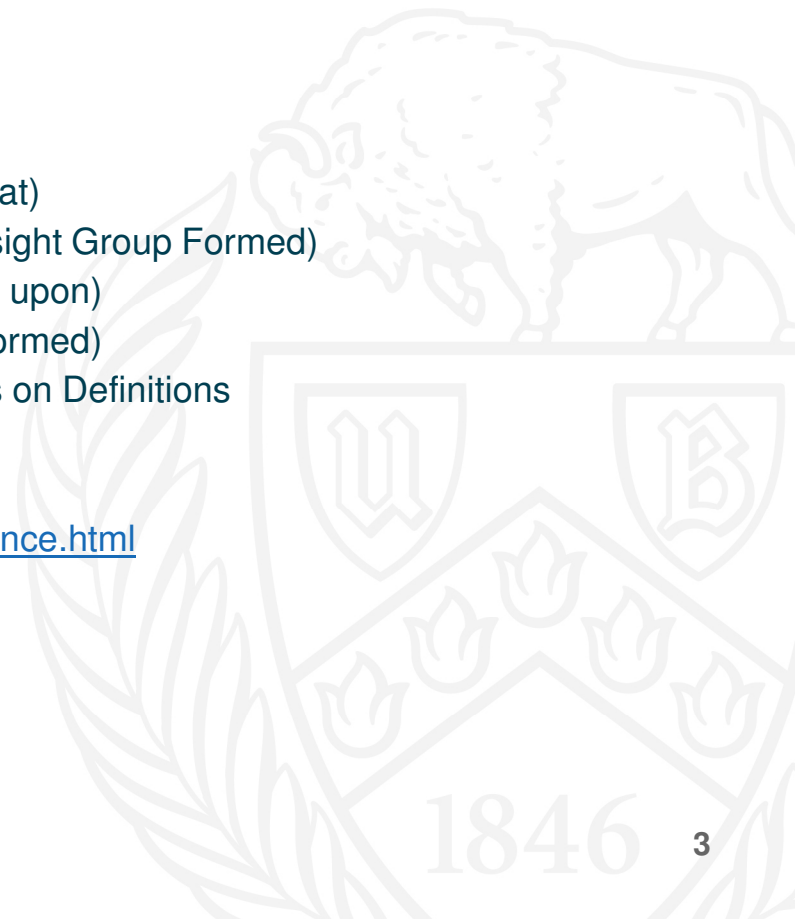 at)
sight Group Formed)
upon)
ormed)
s on Definitions
nce.html
U B
1846
3